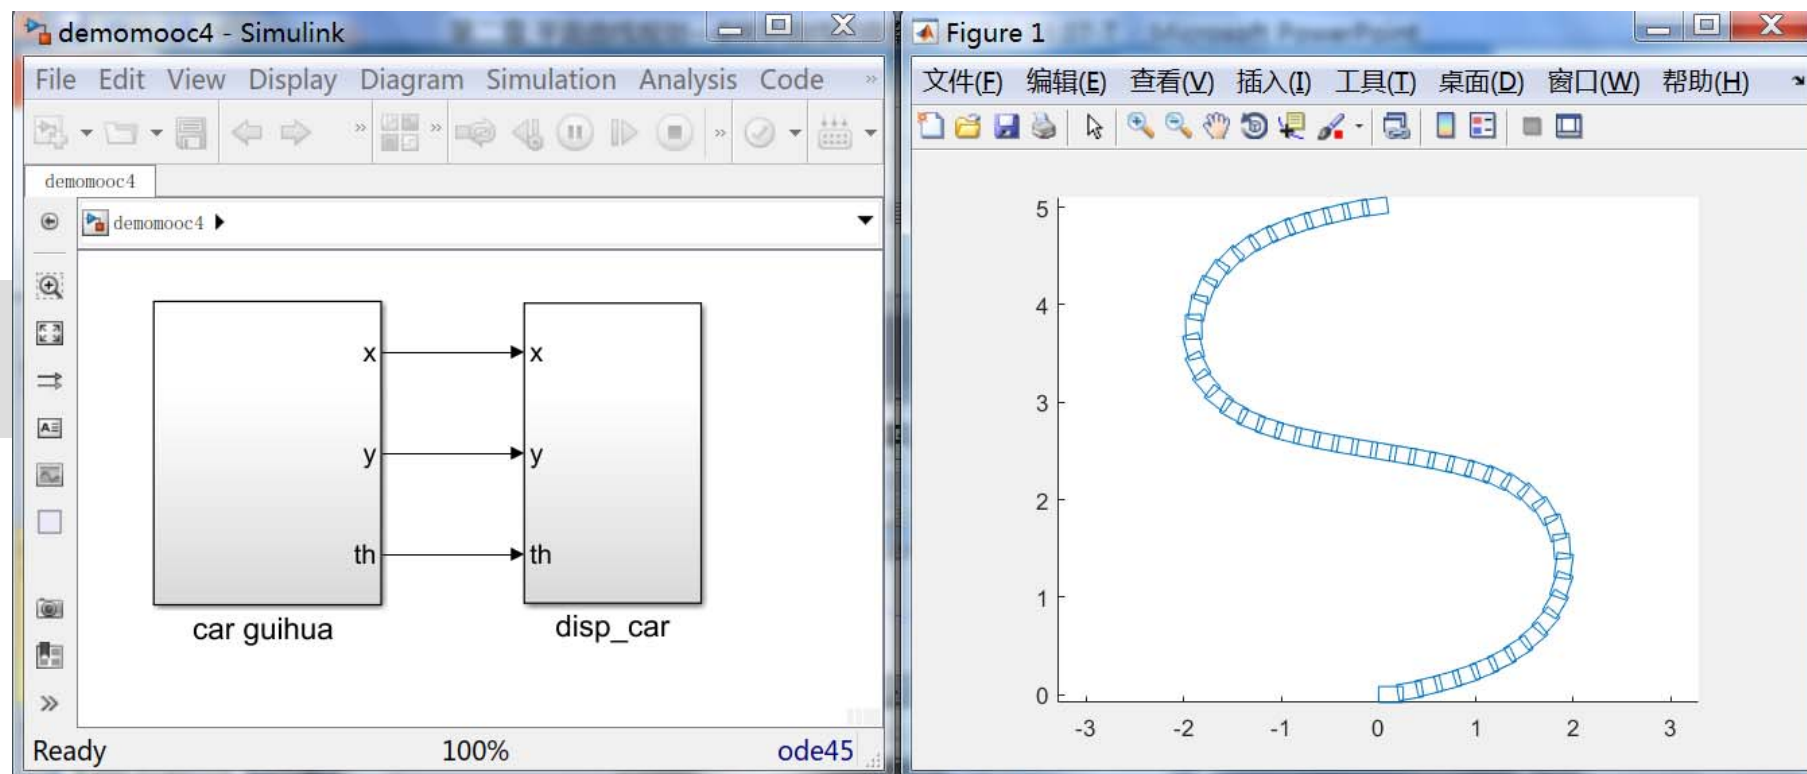 demomooc4 - Simulink
File Edit View Display Diagram Simulation Analysis Code »
demomooc4
demomooc4
x
x
y
y
th
th
car guihua
disp_car
Ready 100% ode45
Figure 1
文件(F) 编辑(E) 查看(V) 插入(I) 工具(T) 桌面(D) 窗口(W) 帮助(H)
5
4
3
2
1
0
-3 -2 -1 0 1 2 3